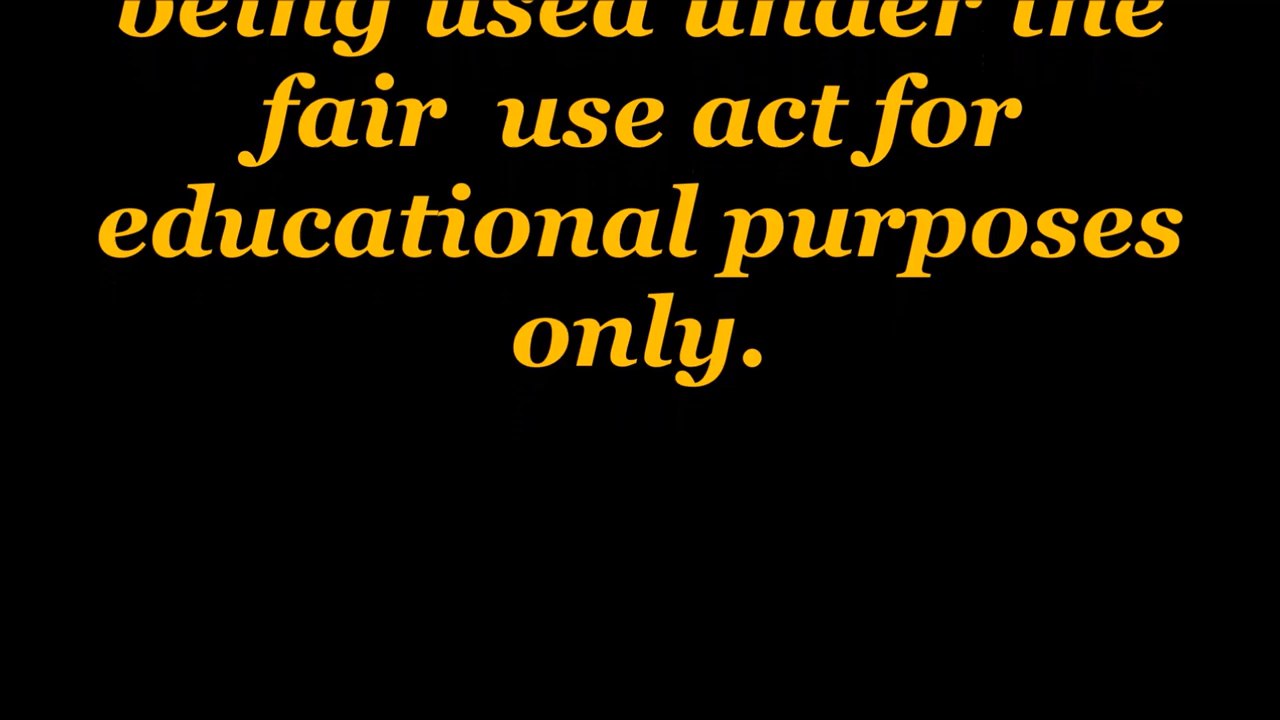 being used under the
fair use act for
educational purposes
only.